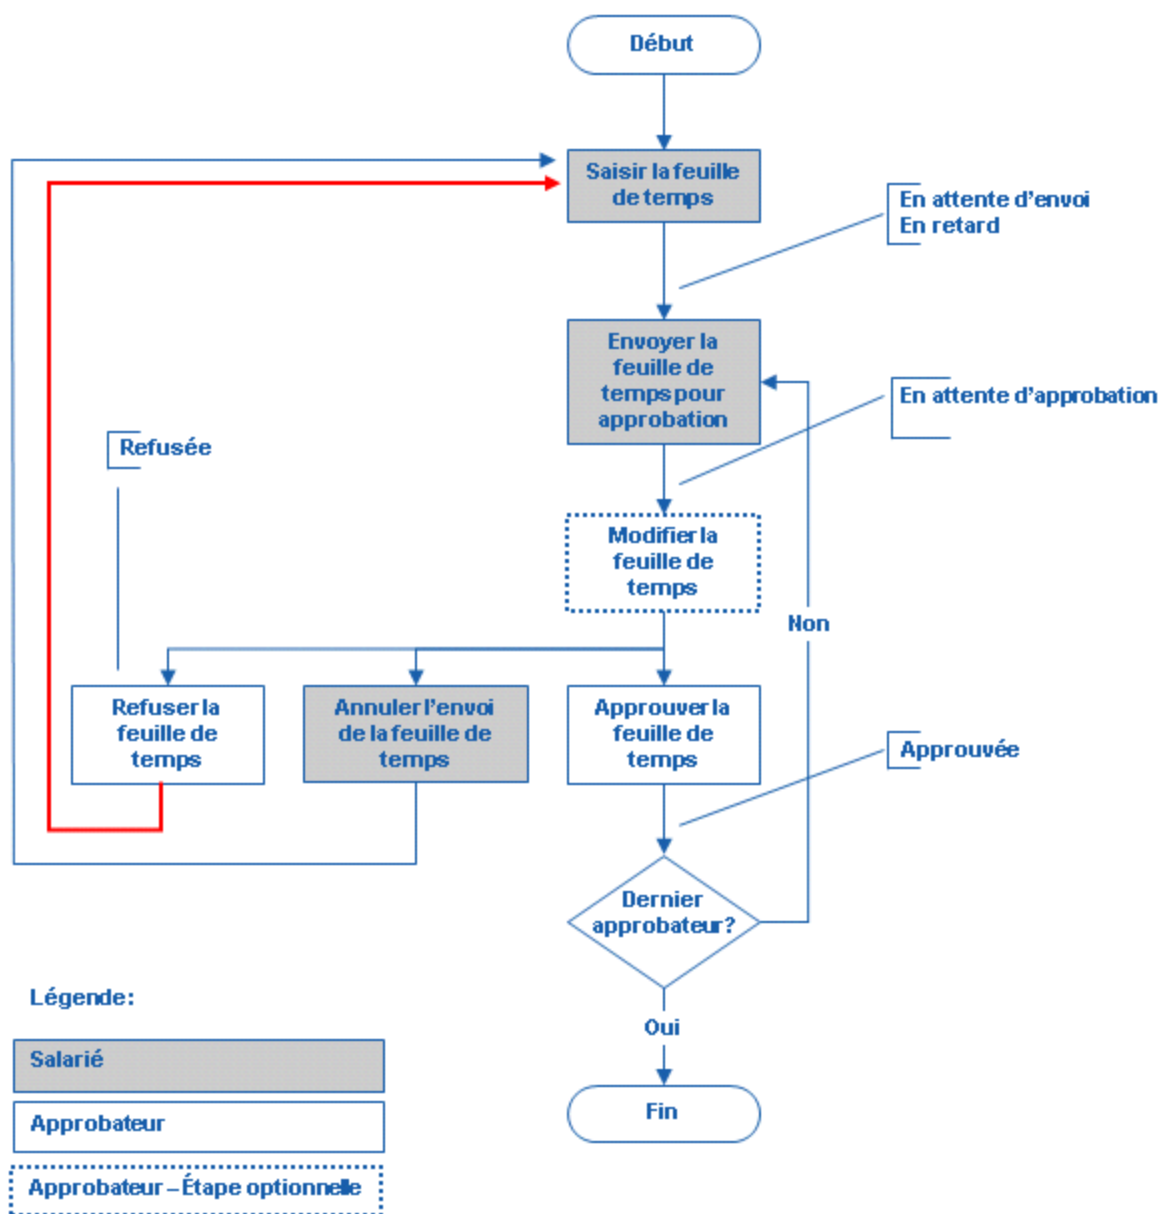 Début
Saisir la feuille
de temps
En attente d'envoi
En retard
Envoyer la
feuille de
temps pour
approbation
En attente d'approbation
Refusée
Modifier la
feuille de
temps
Non
Refuser la
feuille de
temps
Annuler l'envoi
de la feuille de
temps
Approuver la
feuille de
temps
Approuvée
Dernier
approbateur?
Légende:
Oui
Salarié
Fin
Approbateur
Approbateur – Étape optionnelle